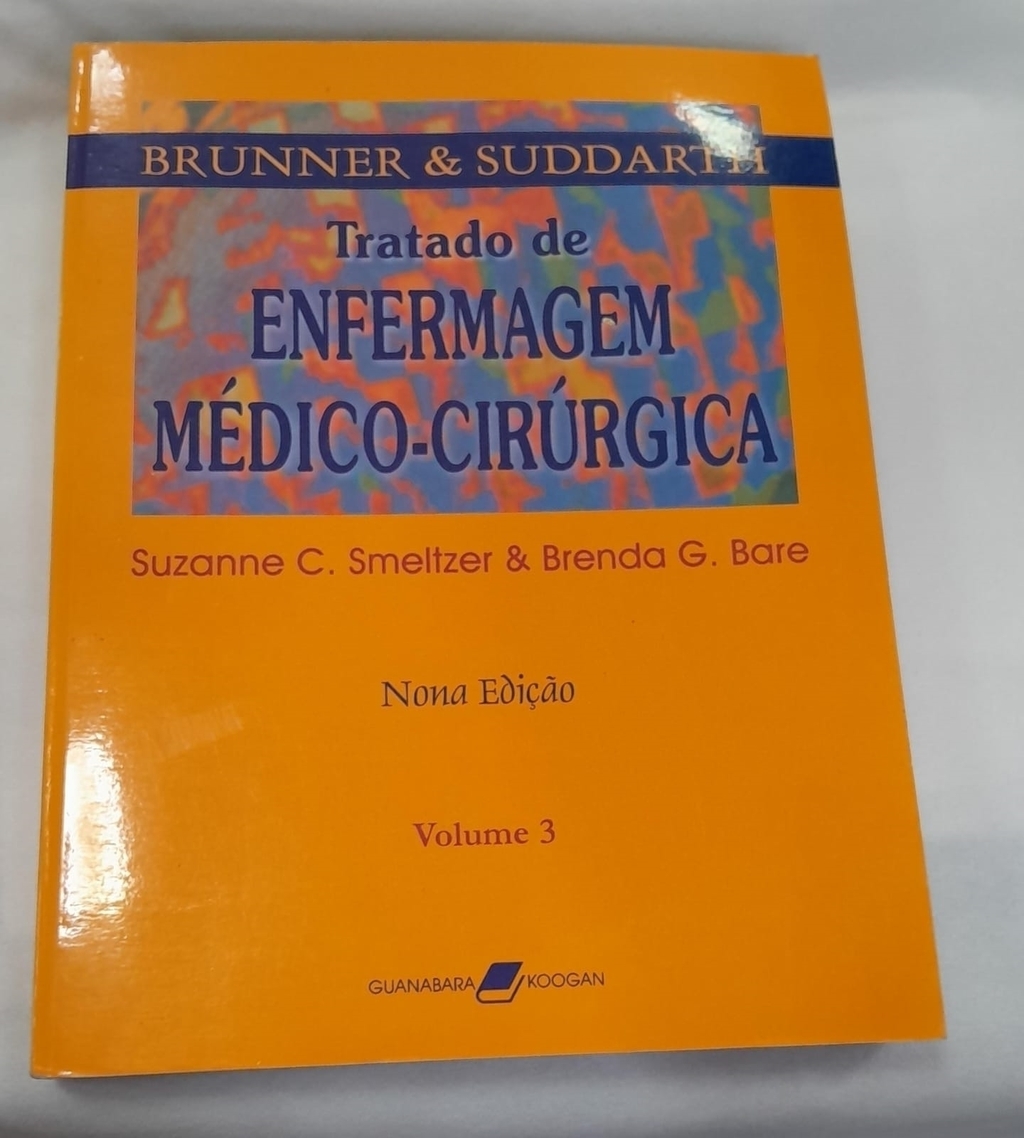 BRUNNER & SUDDARTH
Tratado de
ENFERMAGEM
MÉDICO-CIRÚRGICA
Suzanne C. Smeltzer & Brenda G. Bare
Nona Edição
Volume 3
GUANABARA KOOGAN